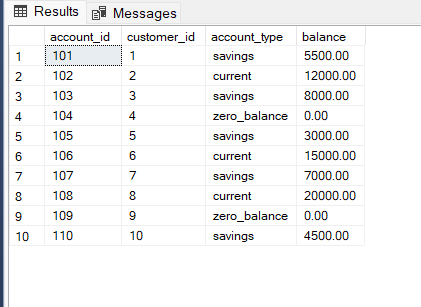 Results Messages
account_id customer_id account_type balance
1 101 1 savings 5500.00
2 102 2 current 12000.00
3 103 3 savings 8000.00
4 104 4 zero_balance 0.00
5 105 5 savings 3000.00
6 106 6 current 15000.00
7 107 7 savings 7000.00
8 108 8 current 20000.00
9 109 9 zero_balance 0.00
10 110 10 savings 4500.00